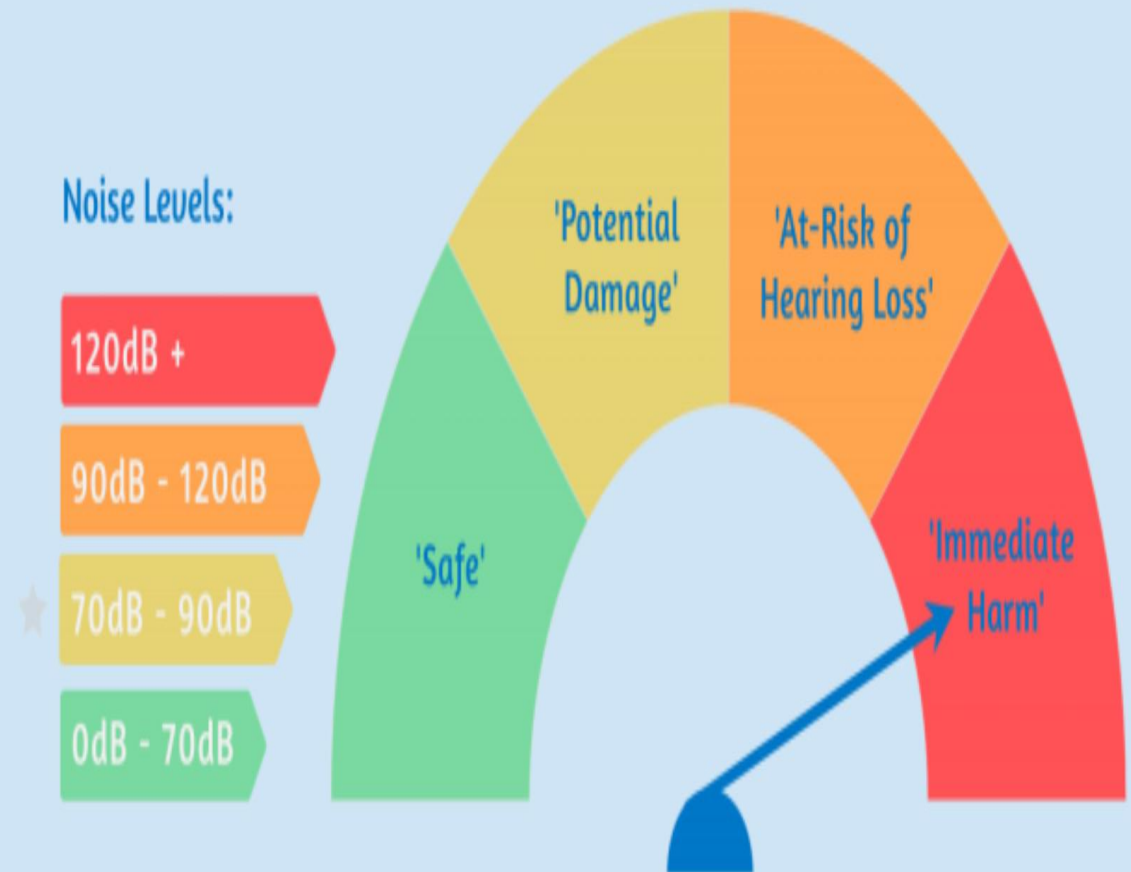 Noise Levels:
120dB +
90dB - 120dB
70dB - 90dB
0dB - 70dB
'Safe'
'Potential
Damage'
'At-Risk of
Hearing Loss'
'Immediate
Harm'